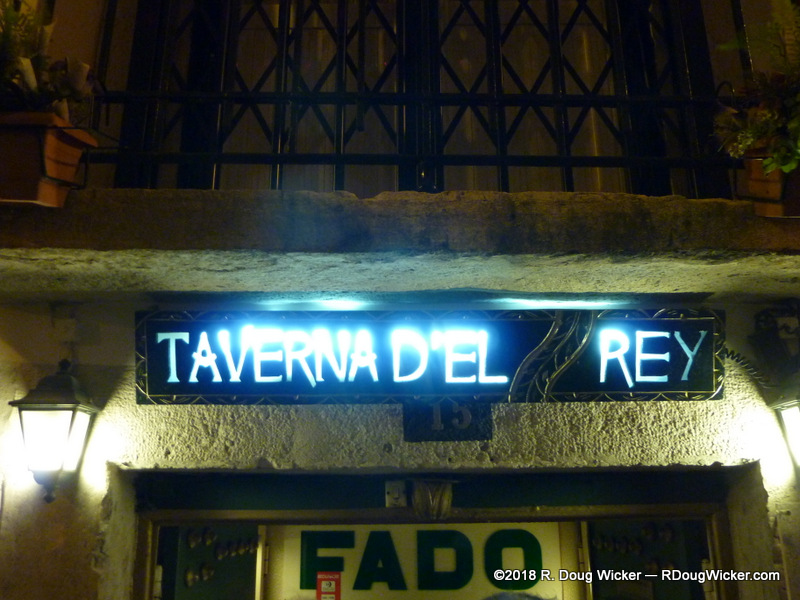 TAVERNA D'EL REY
15
FADO
©2018 R. Doug Wicker — RDougWicker.com